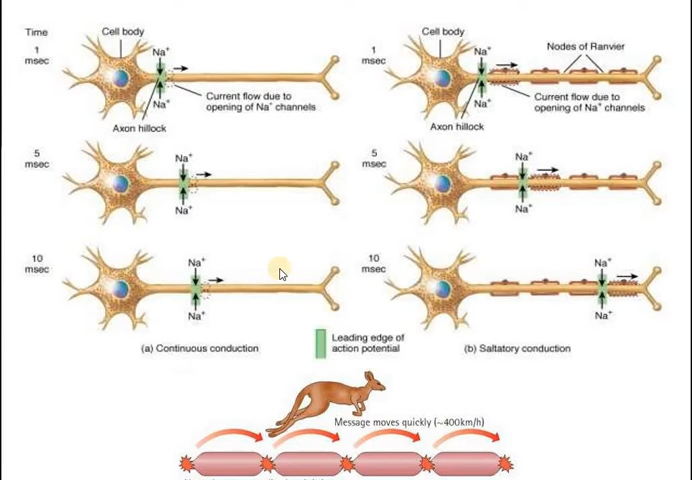 Time
1
msec
Cell body
Na⁺
Na⁺
Axon hillock
Current flow due to
opening of Na⁺ channels
5
msec
Na⁺
Na⁺
10
msec
Na⁺
Na⁺
(a) Continuous conduction
1
msec
Cell body
Na⁺
Na⁺
Axon hillock
Nodes of Ranvier
Current flow due to
opening of Na⁺ channels
5
msec
Na⁺
Na⁺
10
msec
Na⁺
Na⁺
(b) Saltatory conduction
Leading edge of
action potential
Message moves quickly (~400km/h)